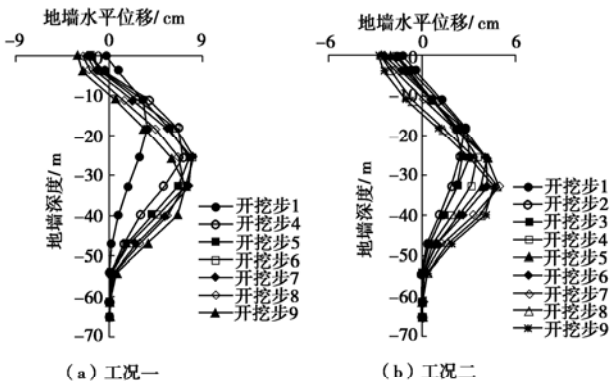 地墙水平位移/cm
-9
0
9
-10
-20
-30
-40
-50
-60
-70
地墙深度/m
开挖步1
开挖步4
开挖步5
开挖步6
开挖步7
开挖步8
开挖步9
(a)工况一
地墙水平位移/cm
-6
0
6
-10
-20
-30
-40
-50
-60
-70
地墙深度/m
开挖步1
开挖步2
开挖步3
开挖步4
开挖步5
开挖步6
开挖步7
开挖步8
开挖步9
(b)工况二